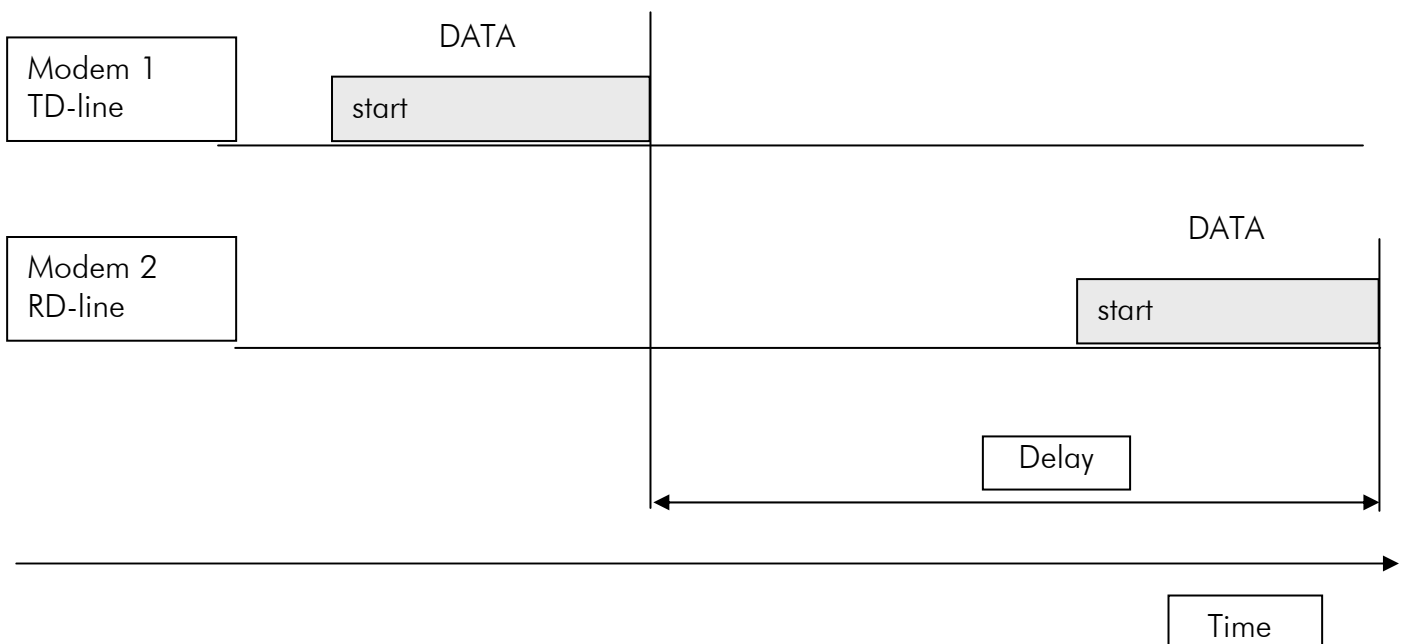 DATA
Modem 1
TD-line
start
DATA
Modem 2
RD-line
start
Delay
Time